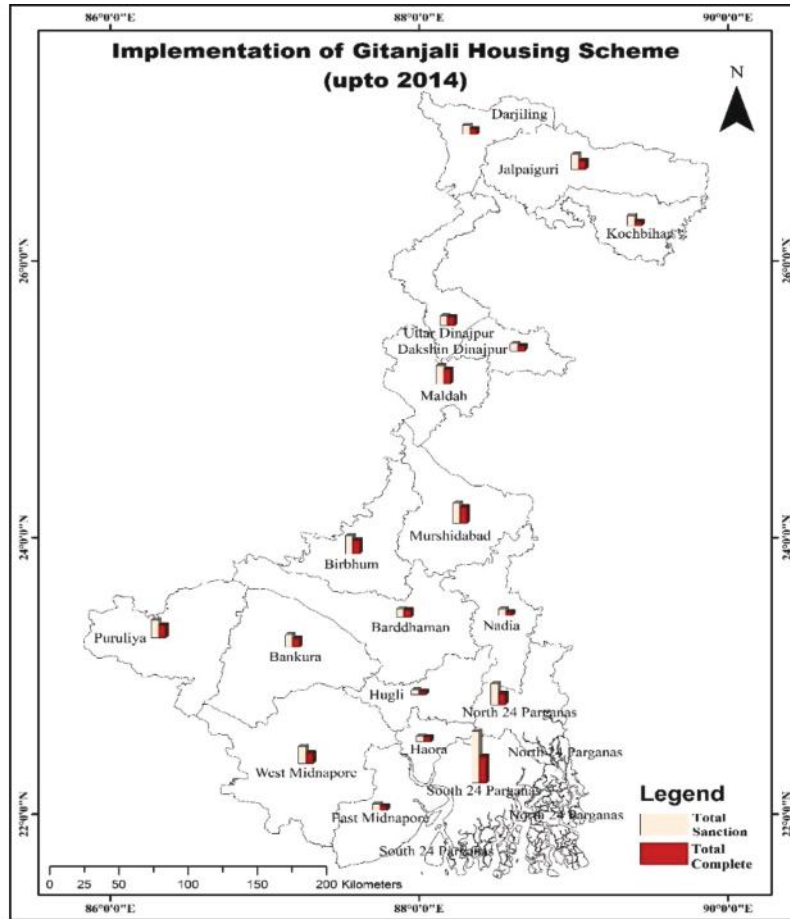 86°0'0"E 88°0'0"E 90°0'0"E
Implementation of Gitanjali Housing Scheme
(upto 2014)
N
Darjiling
Jalpaiguri
Kochbihar
26°0'0"N 26°0'0"N
Uttar Dinajpur
Dakshin Dinajpur
Maldah
24°0'0"N 24°0'0"N
Murshidabad
Birbhum
Barddhaman
Nadia
Puruliya
Bankura
Hugli
North 24 Parganas
Haora
North 24 Parganas
West Midnapore
South 24 Parganas
East Midnapore
North 24 Parganas
22°0'0"N 22°0'0"N
South 24 Parganas
Legend
Total
Sanction
Total
Complete
0 50 75 100 150 200 Kilometers
86°0'0"E 88°0'0"E 90°0'0"E